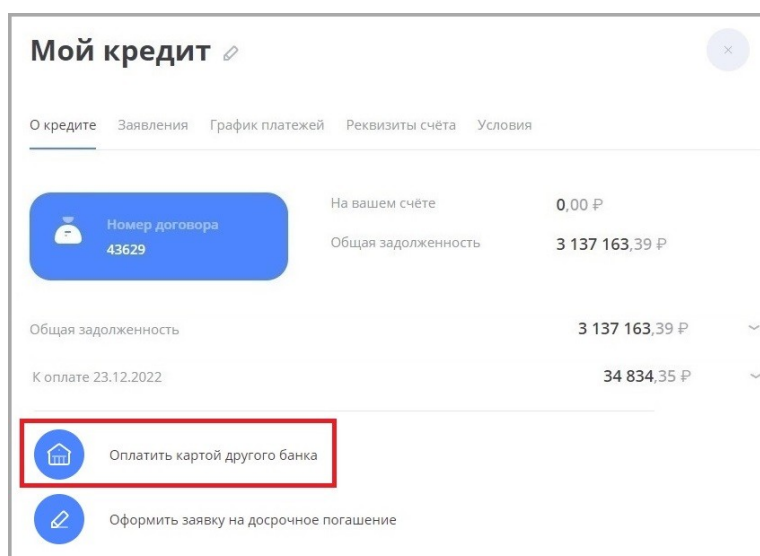 Мой кредит
О кредите Заявления График платежей Реквизиты счёта Условия
Номер договора
43629
На вашем счёте 0,00 ₽
Общая задолженность 3 137 163,39 ₽
Общая задолженность 3 137 163,39 ₽
К оплате 23.12.2022 34 834,35 ₽
Оплатить картой другого банка
Оформить заявку на досрочное погашение